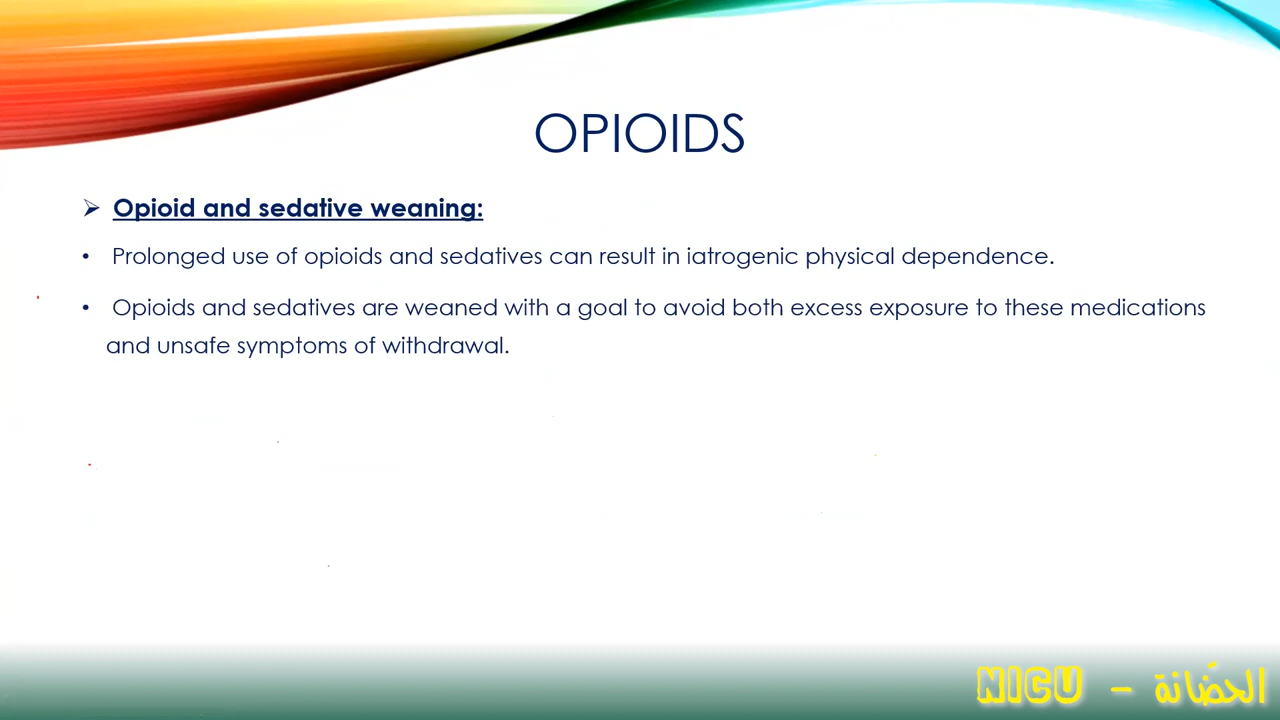 OPIOIDS
➢ Opioid and sedative weaning:
• Prolonged use of opioids and sedatives can result in iatrogenic physical dependence.
• Opioids and sedatives are weaned with a goal to avoid both excess exposure to these medications
and unsafe symptoms of withdrawal.
NICU - الحضّانة